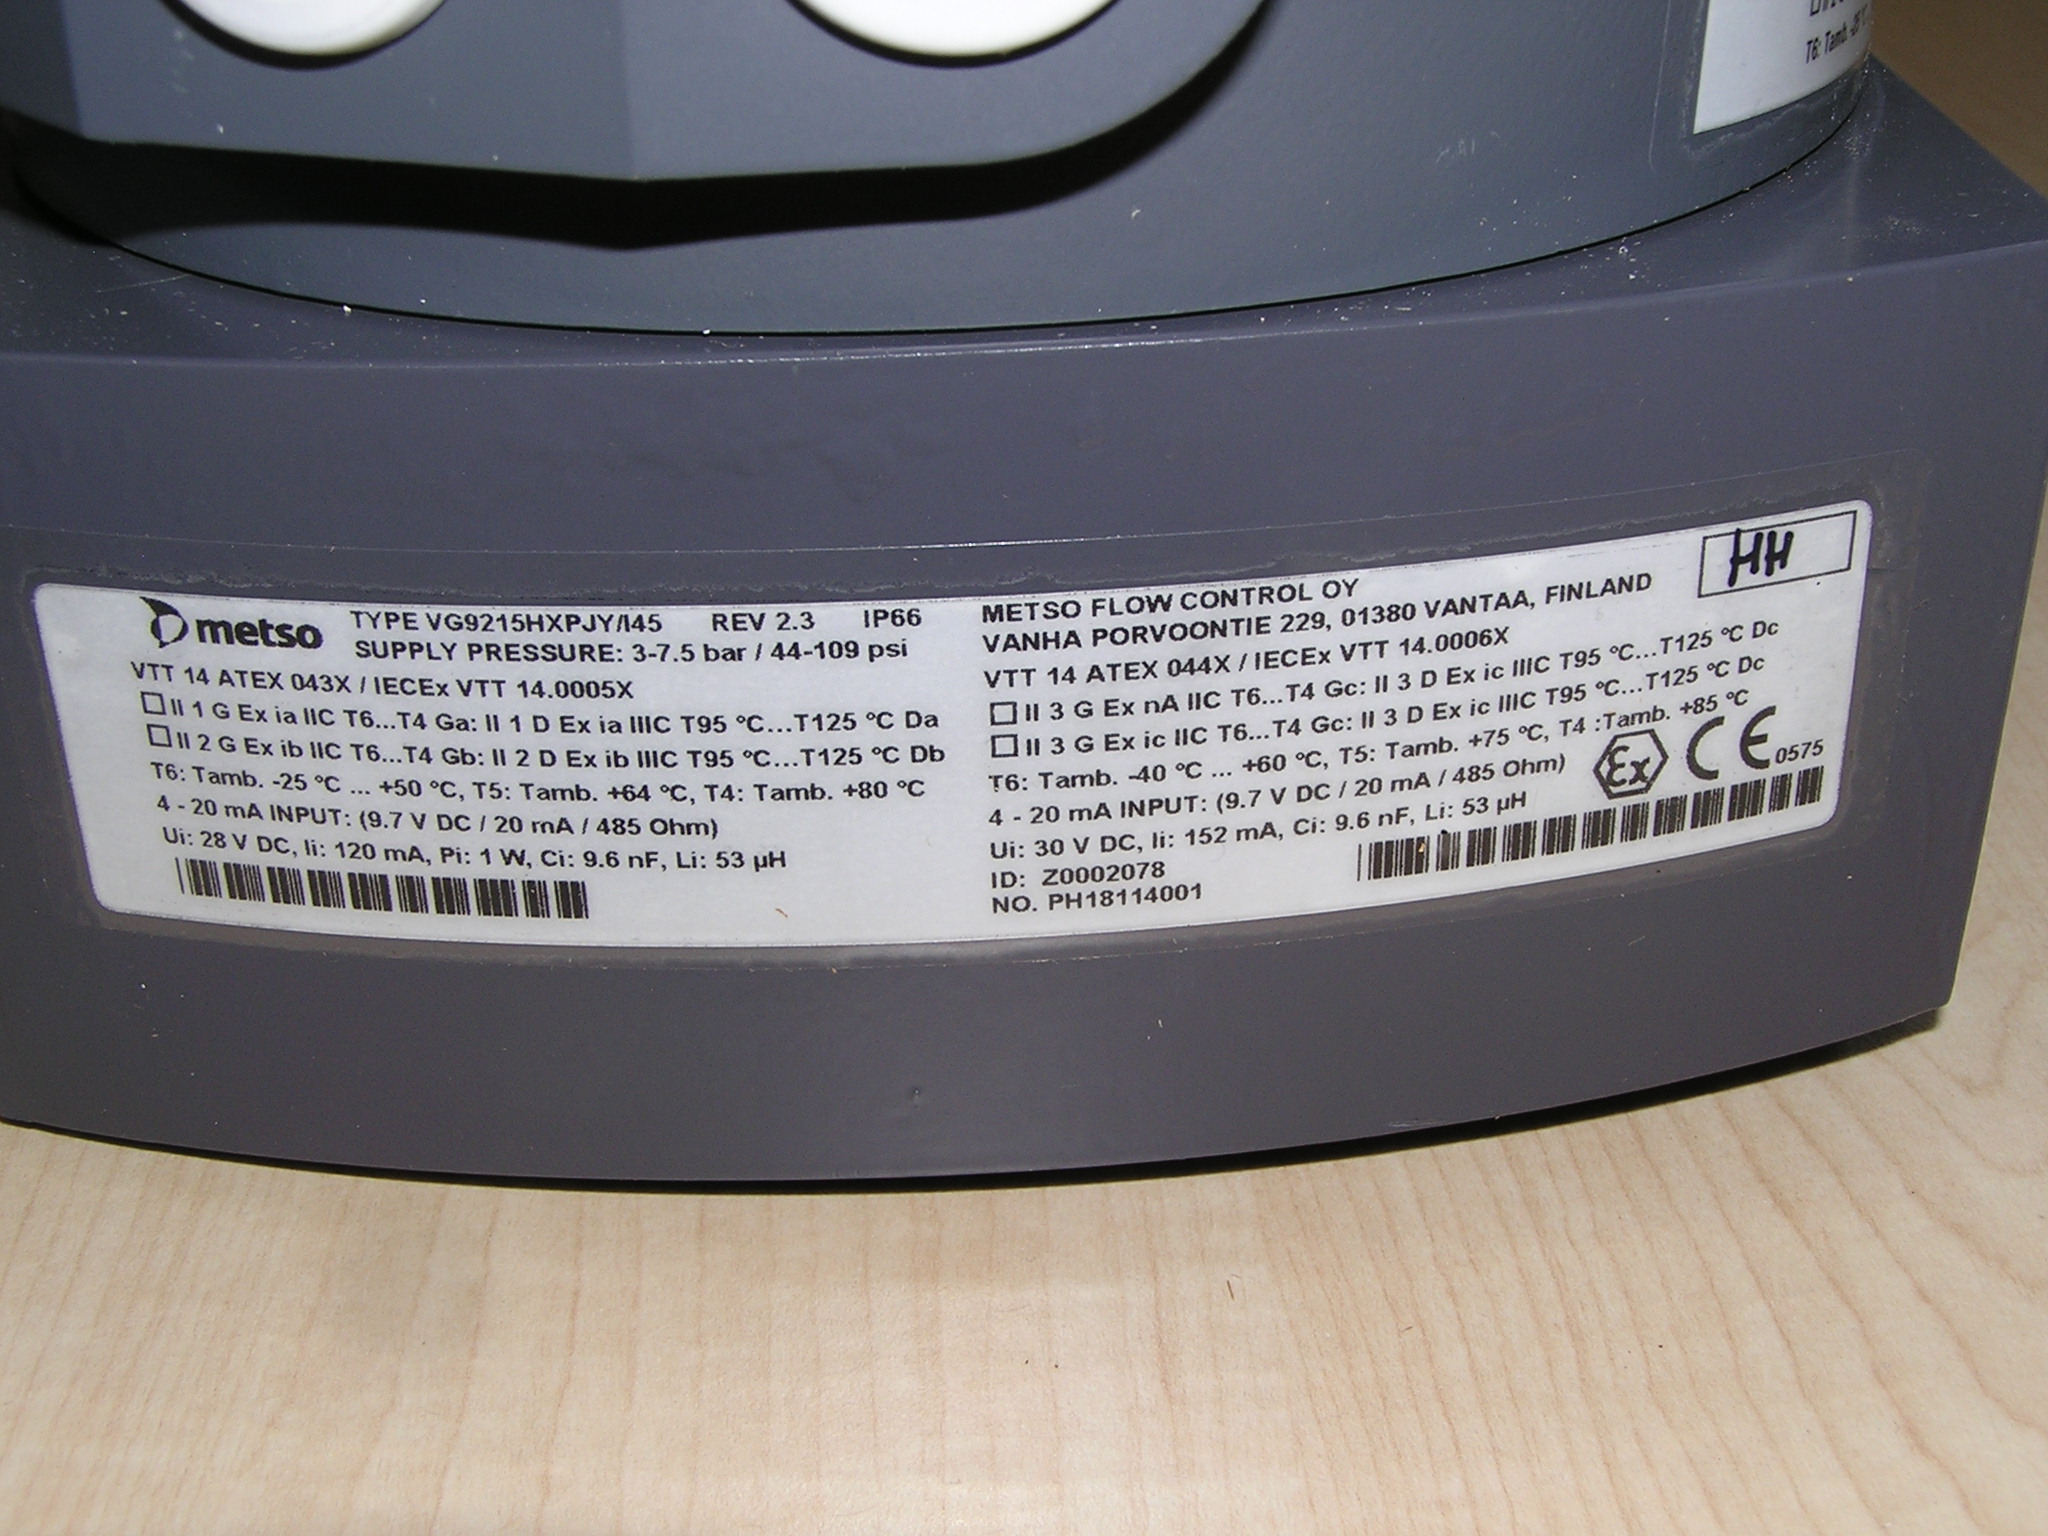 T6: Tamb. -25 °C
HH
metso
TYPE VG9215HXPJY/I45 REV 2.3 IP66
SUPPLY PRESSURE: 3-7.5 bar / 44-109 psi
VTT 14 ATEX 043X / IECEx VTT 14.0005X
II 1 G Ex ia IIC T6...T4 Ga: II 1 D Ex ia IIIC T95 °C...T125 °C Da
II 2 G Ex ib IIC T6...T4 Gb: II 2 D Ex ib IIIC T95 °C...T125 °C Db
T6: Tamb. -25 °C ... +50 °C, T5: Tamb. +64 °C, T4: Tamb. +80 °C
4 - 20 mA INPUT: (9.7 V DC / 20 mA / 485 Ohm)
Ui: 28 V DC, Ii: 120 mA, Pi: 1 W, Ci: 9.6 nF, Li: 53 µH
METSO FLOW CONTROL OY
VANHA PORVOONTIE 229, 01380 VANTAA, FINLAND
VTT 14 ATEX 044X / IECEx VTT 14.0006X
II 3 G Ex nA IIC T6...T4 Gc: II 3 D Ex ic IIIC T95 °C...T125 °C Dc
II 3 G Ex ic IIC T6...T4 Gc: II 3 D Ex ic IIIC T95 °C...T125 °C Dc
T6: Tamb. -40 °C ... +60 °C, T5: Tamb. +75 °C, T4 :Tamb. +85 °C
4 - 20 mA INPUT: (9.7 V DC / 20 mA / 485 Ohm)
Ex CE 0575
Ui: 30 V DC, Ii: 152 mA, Ci: 9.6 nF, Li: 53 µH
ID: Z0002078
NO. PH18114001